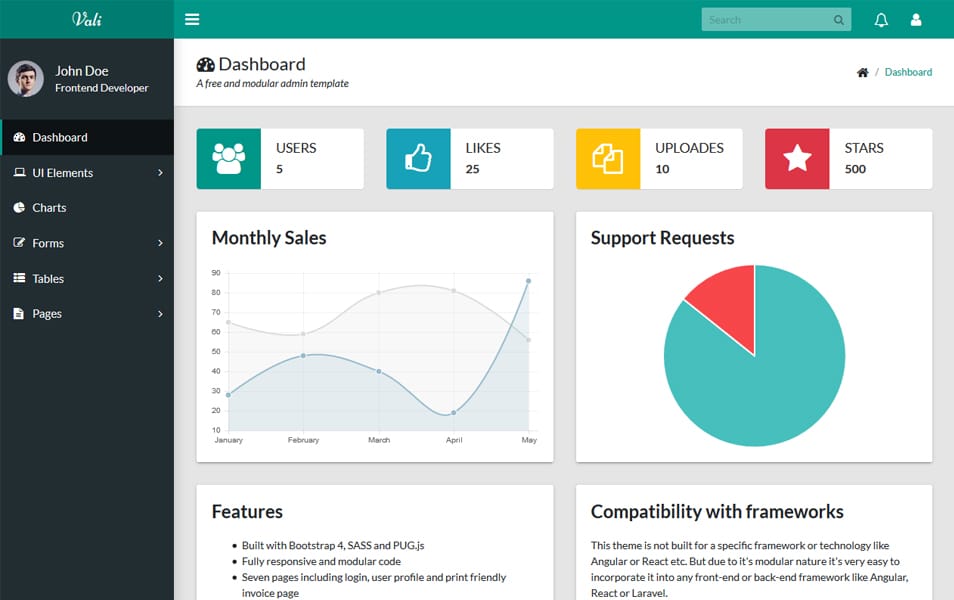 Vali
Search
John Doe
Frontend Developer
Dashboard
UI Elements
Charts
Forms
Tables
Pages
Dashboard
A free and modular admin template
/ Dashboard
USERS
5
LIKES
25
UPLOADES
10
STARS
500
Monthly Sales
90
80
70
60
50
40
30
20
10
January February March April May
Support Requests
Features
Built with Bootstrap 4, SASS and PUG.js
Fully responsive and modular code
Seven pages including login, user profile and print friendly
invoice page
Compatibility with frameworks
This theme is not built for a specific framework or technology like
Angular or React etc. But due to it's modular nature it's very easy to
incorporate it into any front-end or back-end framework like Angular,
React or Laravel.